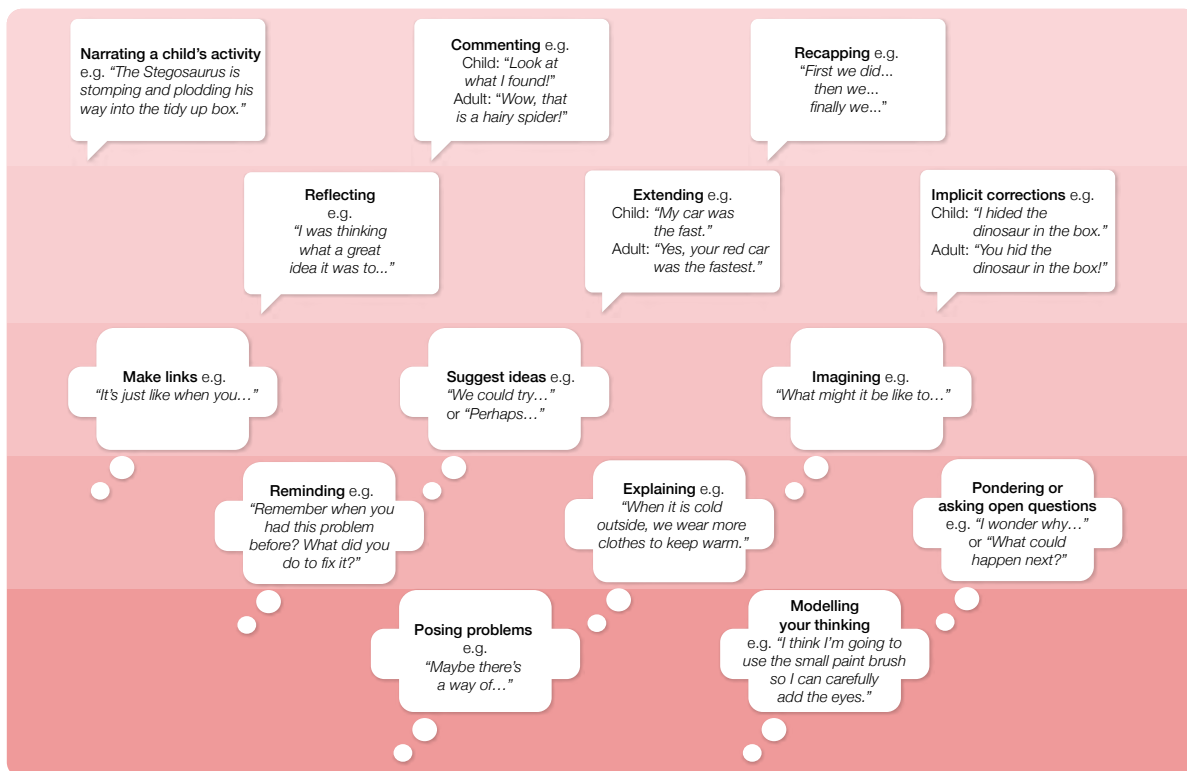 Narrating a child's activity
e.g. “The Stegosaurus is
stomping and plodding his
way into the tidy up box.”
Commenting e.g.
Child: “Look at
what I found!”
Adult: “Wow, that
is a hairy spider!”
Recapping e.g.
“First we did...
then we...
finally we...”
Reflecting
e.g.
“I was thinking
what a great
idea it was to...”
Extending e.g.
Child: “My car was
the fast.”
Adult: “Yes, your red car
was the fastest.”
Implicit corrections e.g.
Child: “I hided the
dinosaur in the box.”
Adult: “You hid the
dinosaur in the box!”
Make links e.g.
“It's just like when you…”
Suggest ideas e.g.
“We could try…”
or “Perhaps…”
Imagining e.g.
“What might it be like to…”
Reminding e.g.
“Remember when you
had this problem
before? What did you
do to fix it?”
Explaining e.g.
“When it is cold
outside, we wear more
clothes to keep warm.”
Pondering or
asking open questions
e.g. “I wonder why…”
or “What could
happen next?”
Posing problems
e.g.
“Maybe there's
a way of…”
Modelling
your thinking
e.g. “I think I'm going to
use the small paint brush
so I can carefully
add the eyes.”